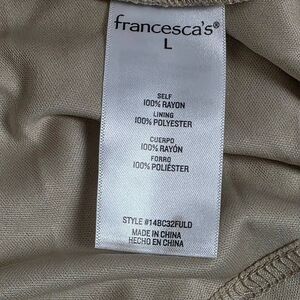 francesca's®
L
SELF
100% RAYON
LINING
100% POLYESTER
CUERPO
100% RAYÓN
FORRO
100% POLIÉSTER
STYLE #14BC32FULD
MADE IN CHINA
HECHO EN CHINA